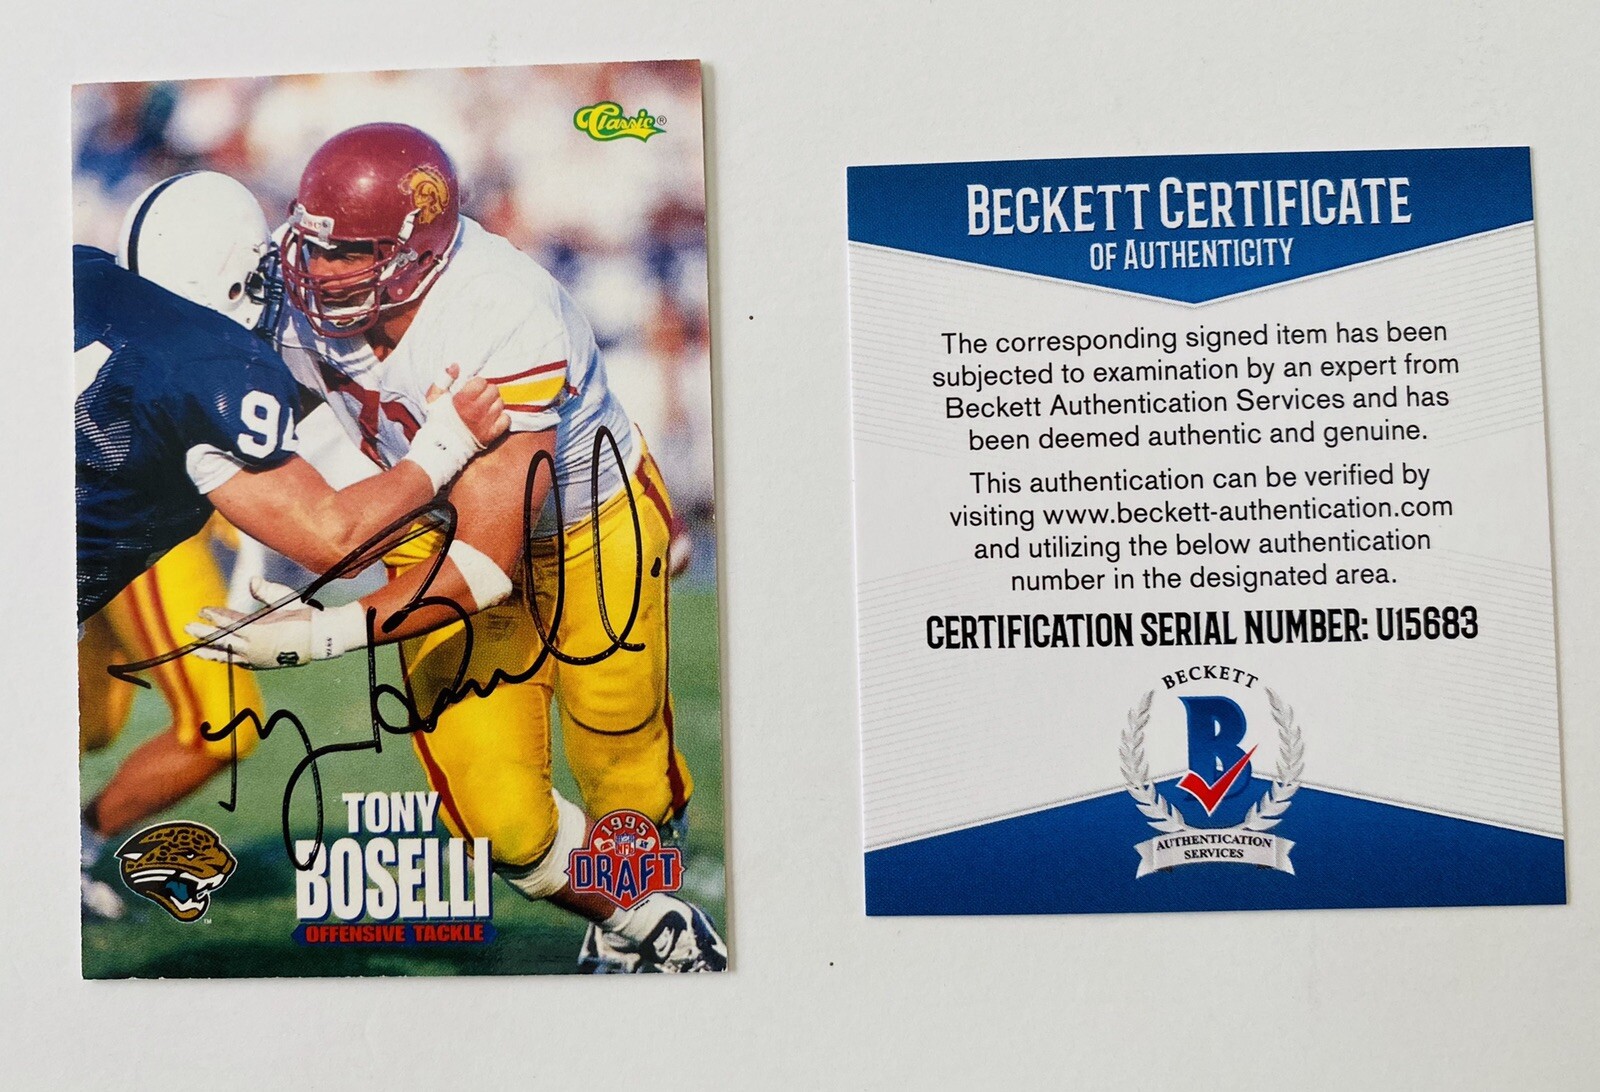 Classic®
94
Tony Boselli
TONY
BOSELLI
OFFENSIVE TACKLE
1995
NFL
DRAFT
BECKETT CERTIFICATE
OF AUTHENTICITY
The corresponding signed item has been
subjected to examination by an expert from
Beckett Authentication Services and has
been deemed authentic and genuine.
This authentication can be verified by
visiting www.beckett-authentication.com
and utilizing the below authentication
number in the designated area.
CERTIFICATION SERIAL NUMBER: U15683
BECKETT
B
AUTHENTICATION
SERVICES